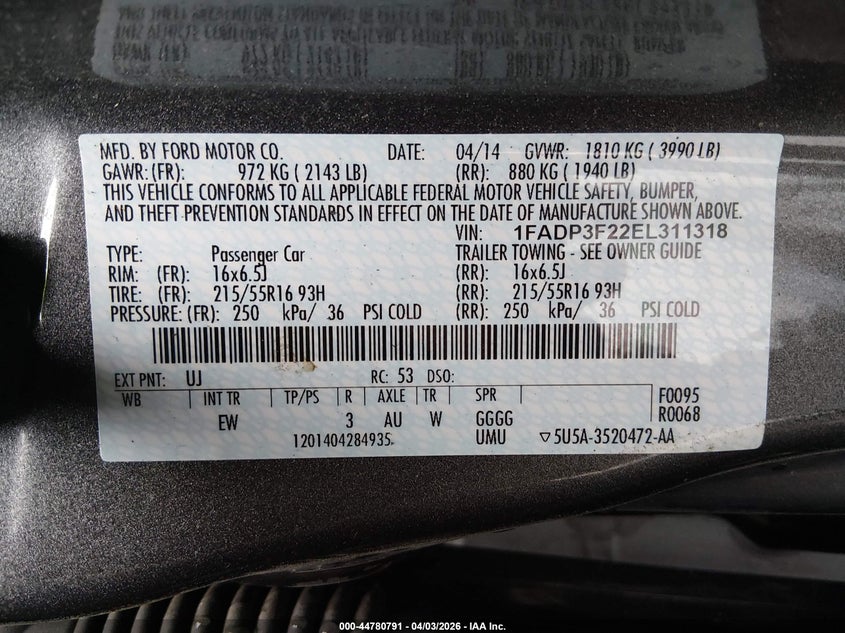 MFD. BY FORD MOTOR CO. DATE: 04/14 GVWR: 1810 KG ( 3990 LB)
GAWR:(FR): 972 KG ( 2143 LB) (RR): 880 KG ( 1940 LB)
THIS VEHICLE CONFORMS TO ALL APPLICABLE FEDERAL MOTOR VEHICLE SAFETY, BUMPER,
AND THEFT PREVENTION STANDARDS IN EFFECT ON THE DATE OF MANUFACTURE SHOWN ABOVE.
VIN: 1FADP3F22EL311318
TYPE: Passenger Car TRAILER TOWING - SEE OWNER GUIDE
RIM: (FR): 16x6.5J (RR): 16x6.5J
TIRE: (FR): 215/55R16 93H (RR): 215/55R16 93H
PRESSURE: (FR): 250 kPa/ 36 PSI COLD (RR): 250 kPa/ 36 PSI COLD
EXT PNT: UJ RC: 53 DSO:
WB INT TR TP/PS R AXLE TR SPR F0095
EW 3 AU W GGGG R0068
1201404284935 UMU ▽5U5A-3520472-AA
000-44780791 - 04/03/2026 - IAA Inc.